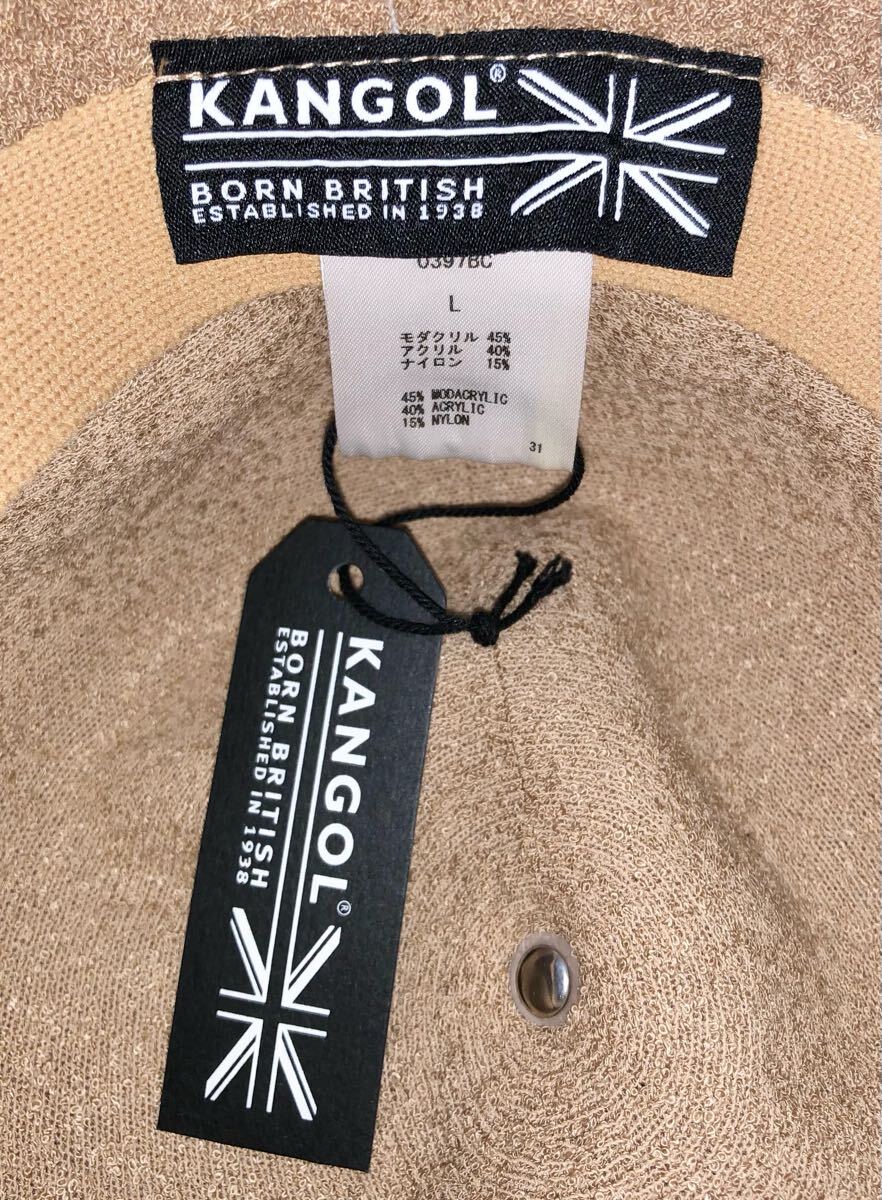 KANGOL®
BORN BRITISH
ESTABLISHED IN 1938
0397BC
L
モダクリル 45%
アクリル 40%
ナイロン 15%
45% MODACRYLIC
40% ACRYLIC
15% NYLON
31
KANGOL®
BORN BRITISH
ESTABLISHED IN 1938